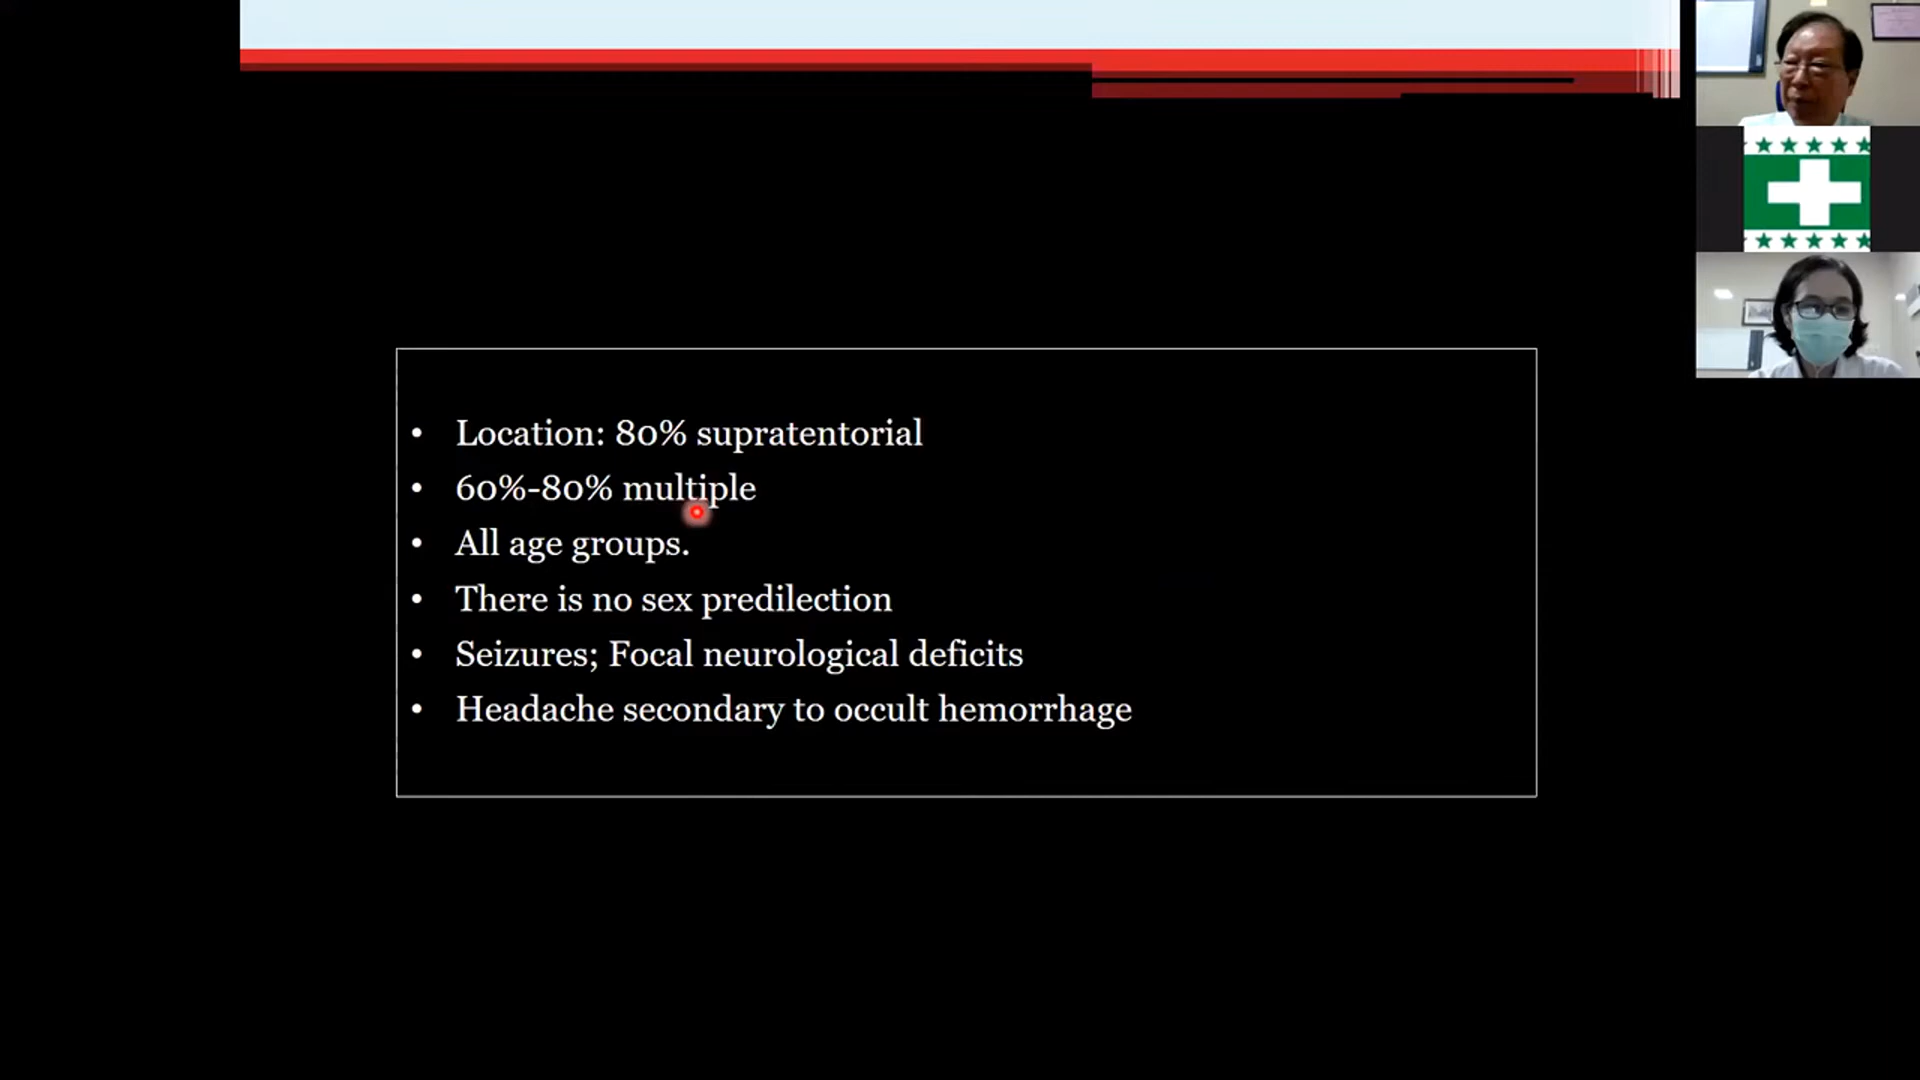 • Location: 80% supratentorial
• 60%-80% multiple
• All age groups.
• There is no sex predilection
• Seizures; Focal neurological deficits
• Headache secondary to occult hemorrhage